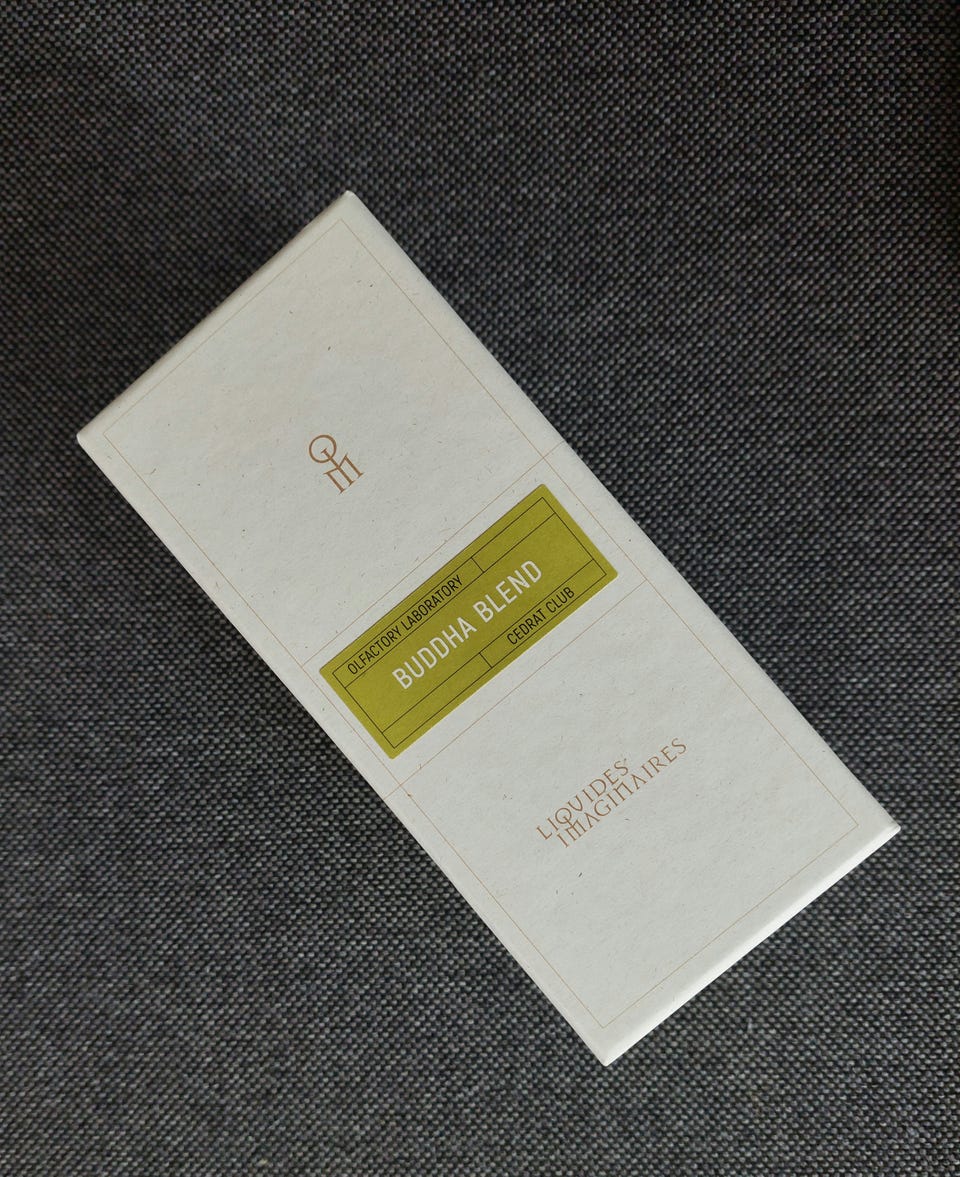 OLFACTORY LABORATORY
BUDDHA BLEND
CEDRAT CLUB
LIQUIDES
IMAGINAIRES